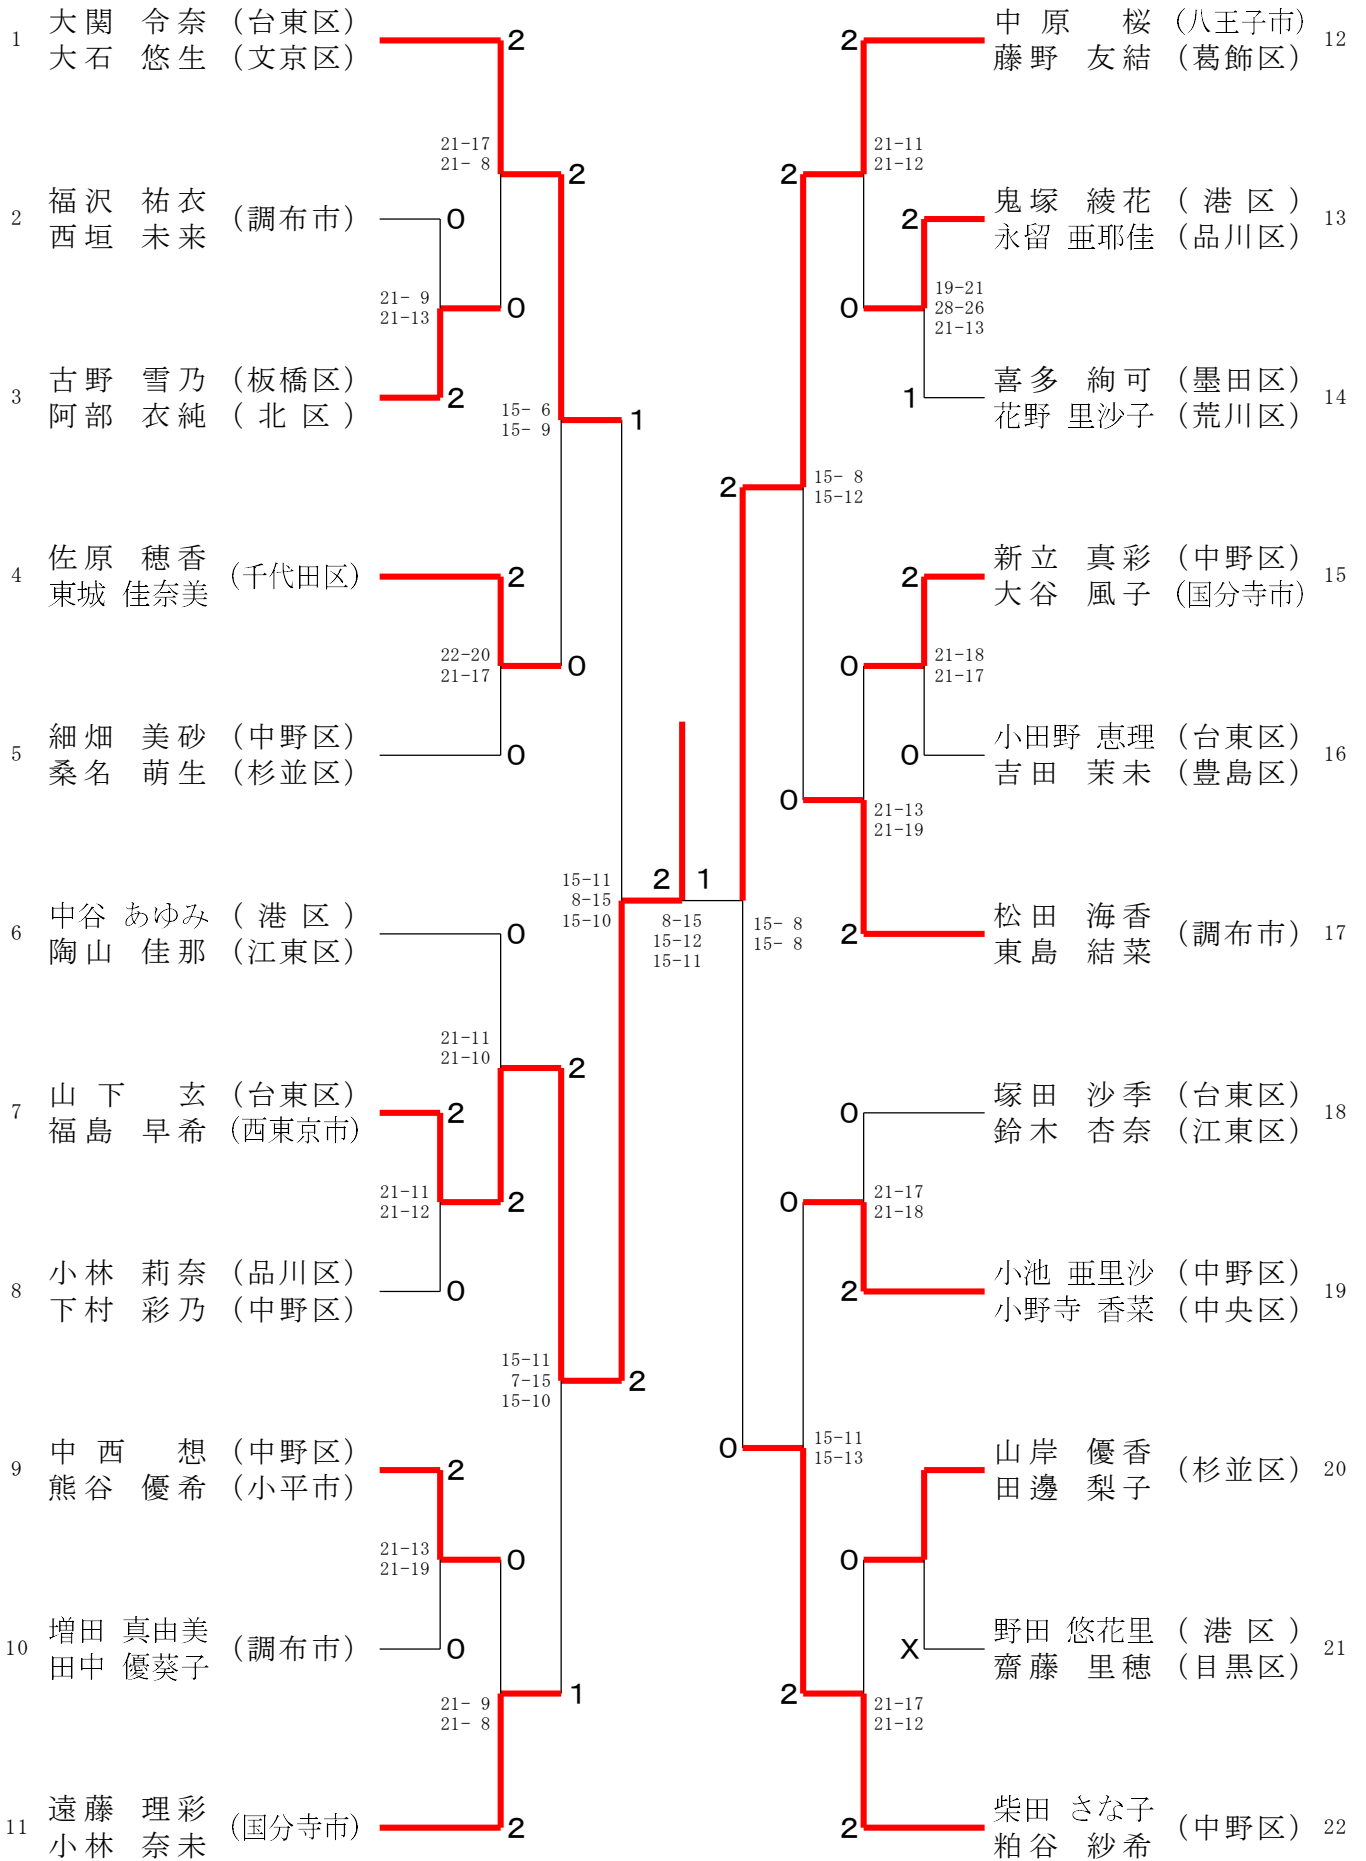 1 大関 令奈 (台東区)
大石 悠生 (文京区)
2
21-17
21- 8
2
2 福沢 祐衣 (調布市)
西垣 未来
0
21- 9
21-13
0
3 古野 雪乃 (板橋区)
阿部 衣純 (北区)
2
15- 6
15- 9
1
4 佐原 穂香 (千代田区)
東城 佳奈美
2
22-20
21-17
0
5 細畑 美砂 (中野区)
桑名 萌生 (杉並区)
0
15-11
8-15
15-10
2 1
8-15
15-12
15-11
6 中谷 あゆみ (港区)
陶山 佳那 (江東区)
0
21-11
21-10
2
7 山下 玄 (台東区)
福島 早希 (西東京市)
2
21-11
21-12
2
8 小林 莉奈 (品川区)
下村 彩乃 (中野区)
0
15-11
7-15
15-10
2
9 中西 想 (中野区)
熊谷 優希 (小平市)
2
21-13
21-19
0
10 増田 真由美 (調布市)
田中 優葵子
0
21- 9
21- 8
1
11 遠藤 理彩 (国分寺市)
小林 奈未
2
2 中原 桜 (八王子市) 12
藤野 友結 (葛飾区)
21-11
21-12
2
2 鬼塚 綾花 (港区) 13
永留 亜耶佳 (品川区)
19-21
28-26
21-13
0
1 喜多 絢可 (墨田区) 14
花野 里沙子 (荒川区)
2
15- 8
15-12
2 新立 真彩 (中野区) 15
大谷 風子 (国分寺市)
0
21-18
21-17
0 小田野 恵理 (台東区) 16
吉田 茉未 (豊島区)
0
21-13
21-19
2 松田 海香 (調布市) 17
東島 結菜
15- 8
15- 8
0 塚田 沙季 (台東区) 18
鈴木 杏奈 (江東区)
0
21-17
21-18
2 小池 亜里沙 (中野区) 19
小野寺 香菜 (中央区)
0
15-11
15-13
山岸 優香 (杉並区) 20
田邊 梨子
0
X 野田 悠花里 (港区) 21
齋藤 里穂 (目黒区)
2
21-17
21-12
2 柴田 さな子 (中野区) 22
粕谷 紗希